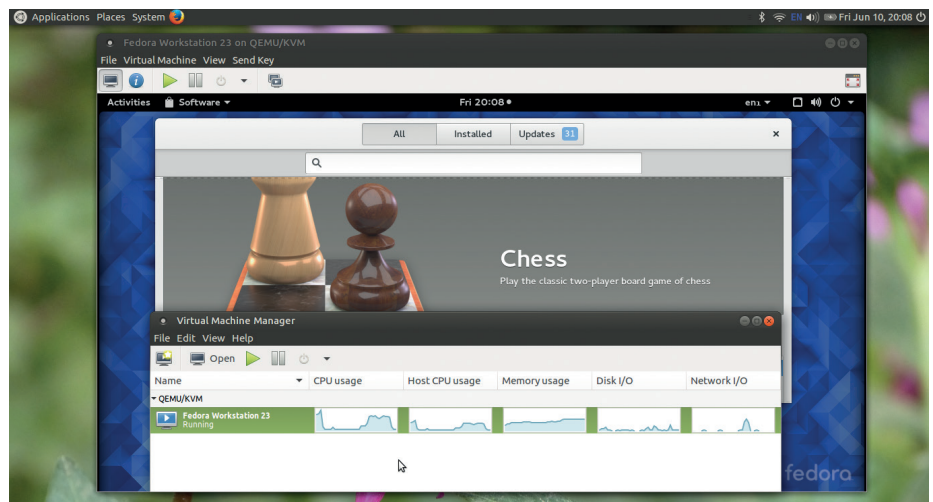 Applications Places System EN Fri Jun 10, 20:08
Fedora Workstation 23 on QEMU/KVM
File Virtual Machine View Send Key
Activities Software Fri 20:08 en₁
All Installed Updates 31
Chess
Play the classic two-player board game of chess
Virtual Machine Manager
File Edit View Help
Open
Name CPU usage Host CPU usage Memory usage Disk I/O Network I/O
QEMU/KVM
Fedora Workstation 23
Running
fedora